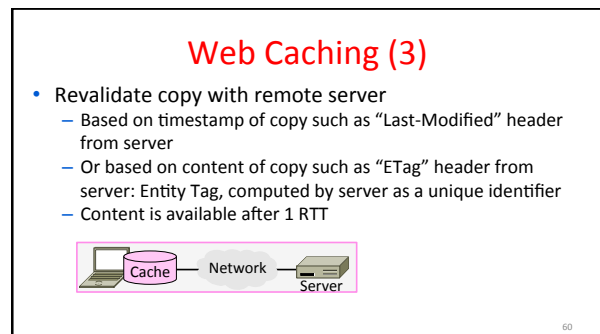 Web Caching (3)
• Revalidate copy with remote server
– Based on timestamp of copy such as “Last-Modified” header
from server
– Or based on content of copy such as “ETag” header from
server: Entity Tag, computed by server as a unique identifier
– Content is available after 1 RTT
Cache
Network
Server
60